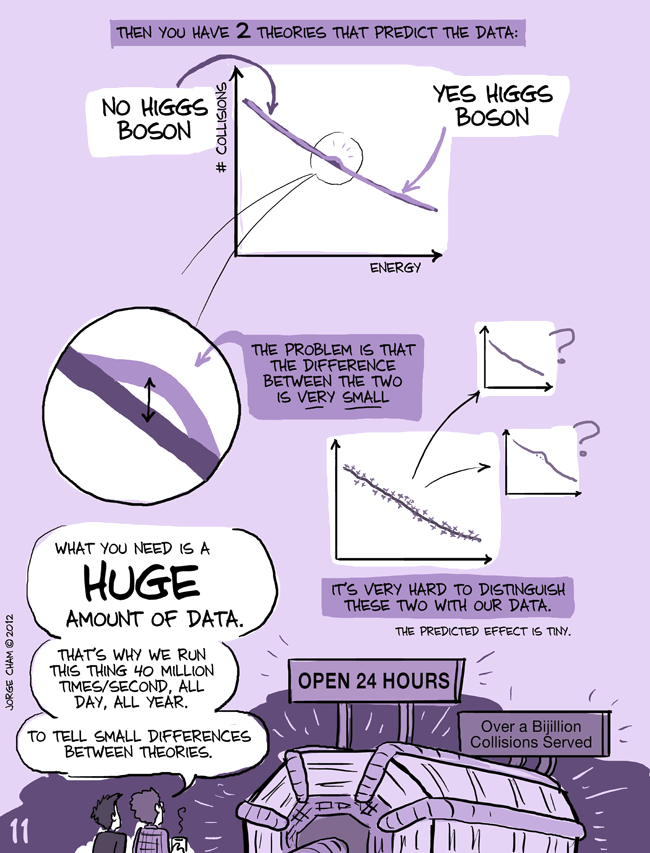 THEN YOU HAVE 2 THEORIES THAT PREDICT THE DATA:
NO HIGGS
BOSON
# COLLISIONS
YES HIGGS
BOSON
ENERGY
THE PROBLEM IS THAT
THE DIFFERENCE
BETWEEN THE TWO
IS VERY SMALL
?
?
IT'S VERY HARD TO DISTINGUISH
THESE TWO WITH OUR DATA.
THE PREDICTED EFFECT IS TINY.
WHAT YOU NEED IS A
HUGE
AMOUNT OF DATA.
THAT'S WHY WE RUN
THIS THING 40 MILLION
TIMES/SECOND, ALL
DAY, ALL YEAR.
TO TELL SMALL DIFFERENCES
BETWEEN THEORIES.
OPEN 24 HOURS
Over a Bijillion
Collisions Served
JORGE CHAM © 2012
11